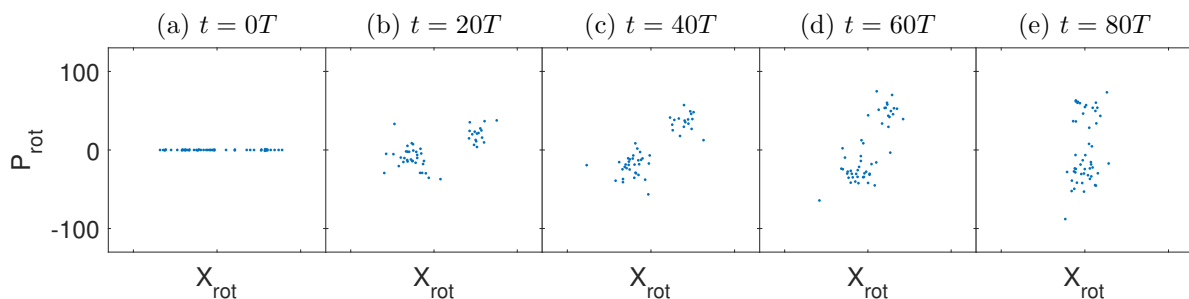 (a) t = 0T (b) t = 20T (c) t = 40T (d) t = 60T (e) t = 80T
100
0
-100
P_rot
X_rot X_rot X_rot X_rot X_rot